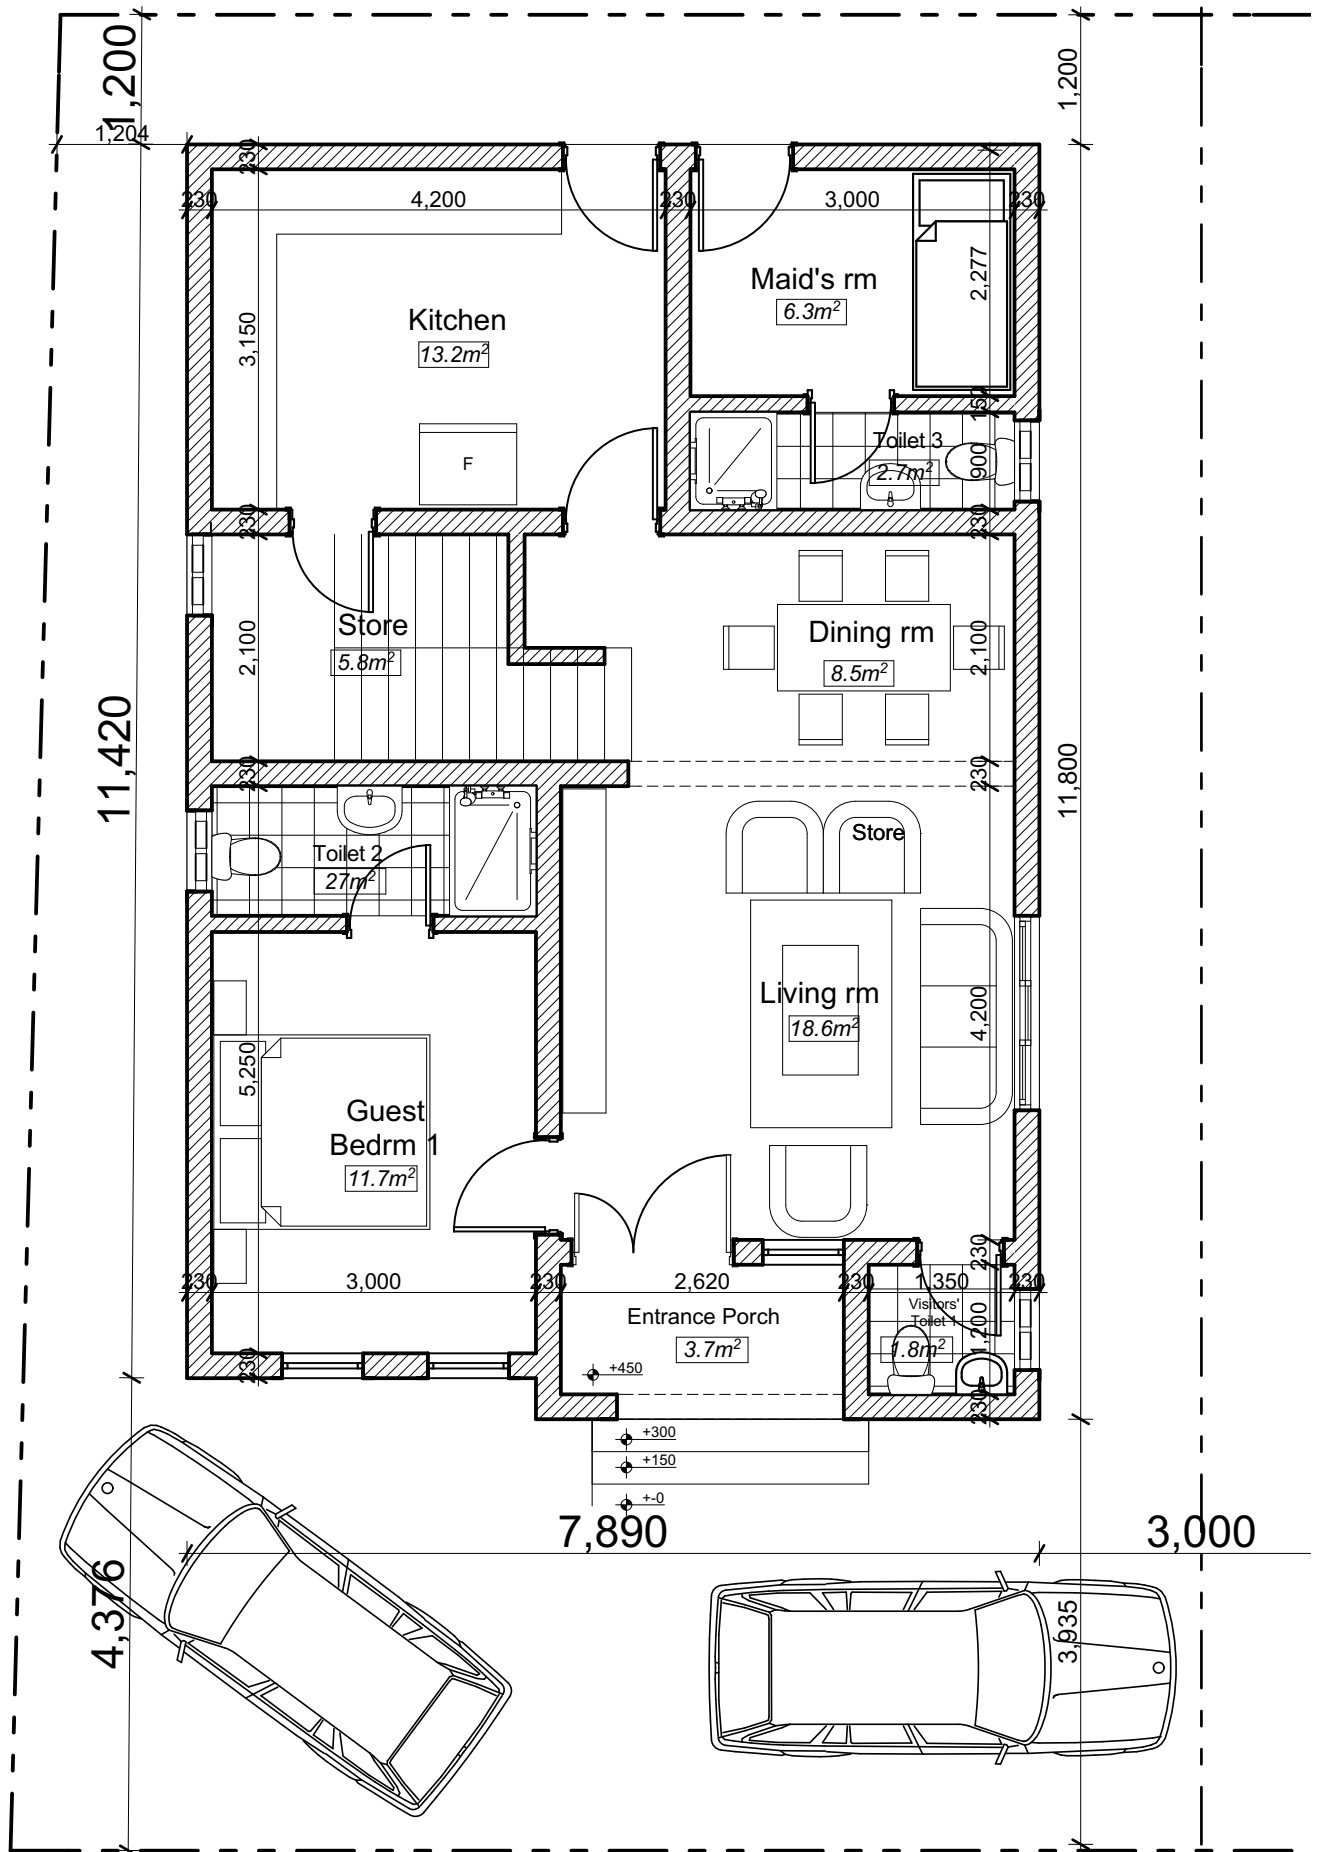 1,200
1,200
1,204
230
230
4,200
230
3,000
230
2,277
Maid's rm
6.3m²
Kitchen
13.2m²
3,150
150
Toilet 3
2.7m²
900
F
230
230
Store
5.8m²
2,100
Dining rm
8.5m²
2,100
11,420
11,800
230
230
Store
Toilet 2
27m²
Living rm
18.6m²
4,200
5,250
Guest
Bedrm 1
11.7m²
230
230
3,000
230
2,620
230
1,350
230
Entrance Porch
3.7m²
Visitors'
Toilet 1
1.8m²
1,200
230
+450
230
+300
+150
+-0
7,890
3,000
4,376
3,935